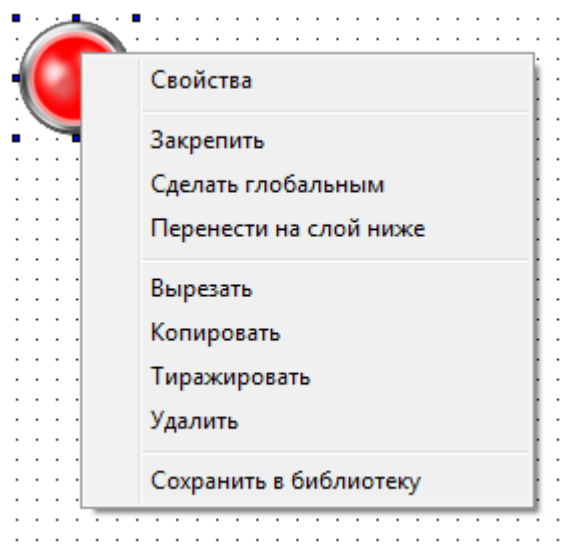 Свойства
Закрепить
Сделать глобальным
Перенести на слой ниже
Вырезать
Копировать
Тиражировать
Удалить
Сохранить в библиотеку